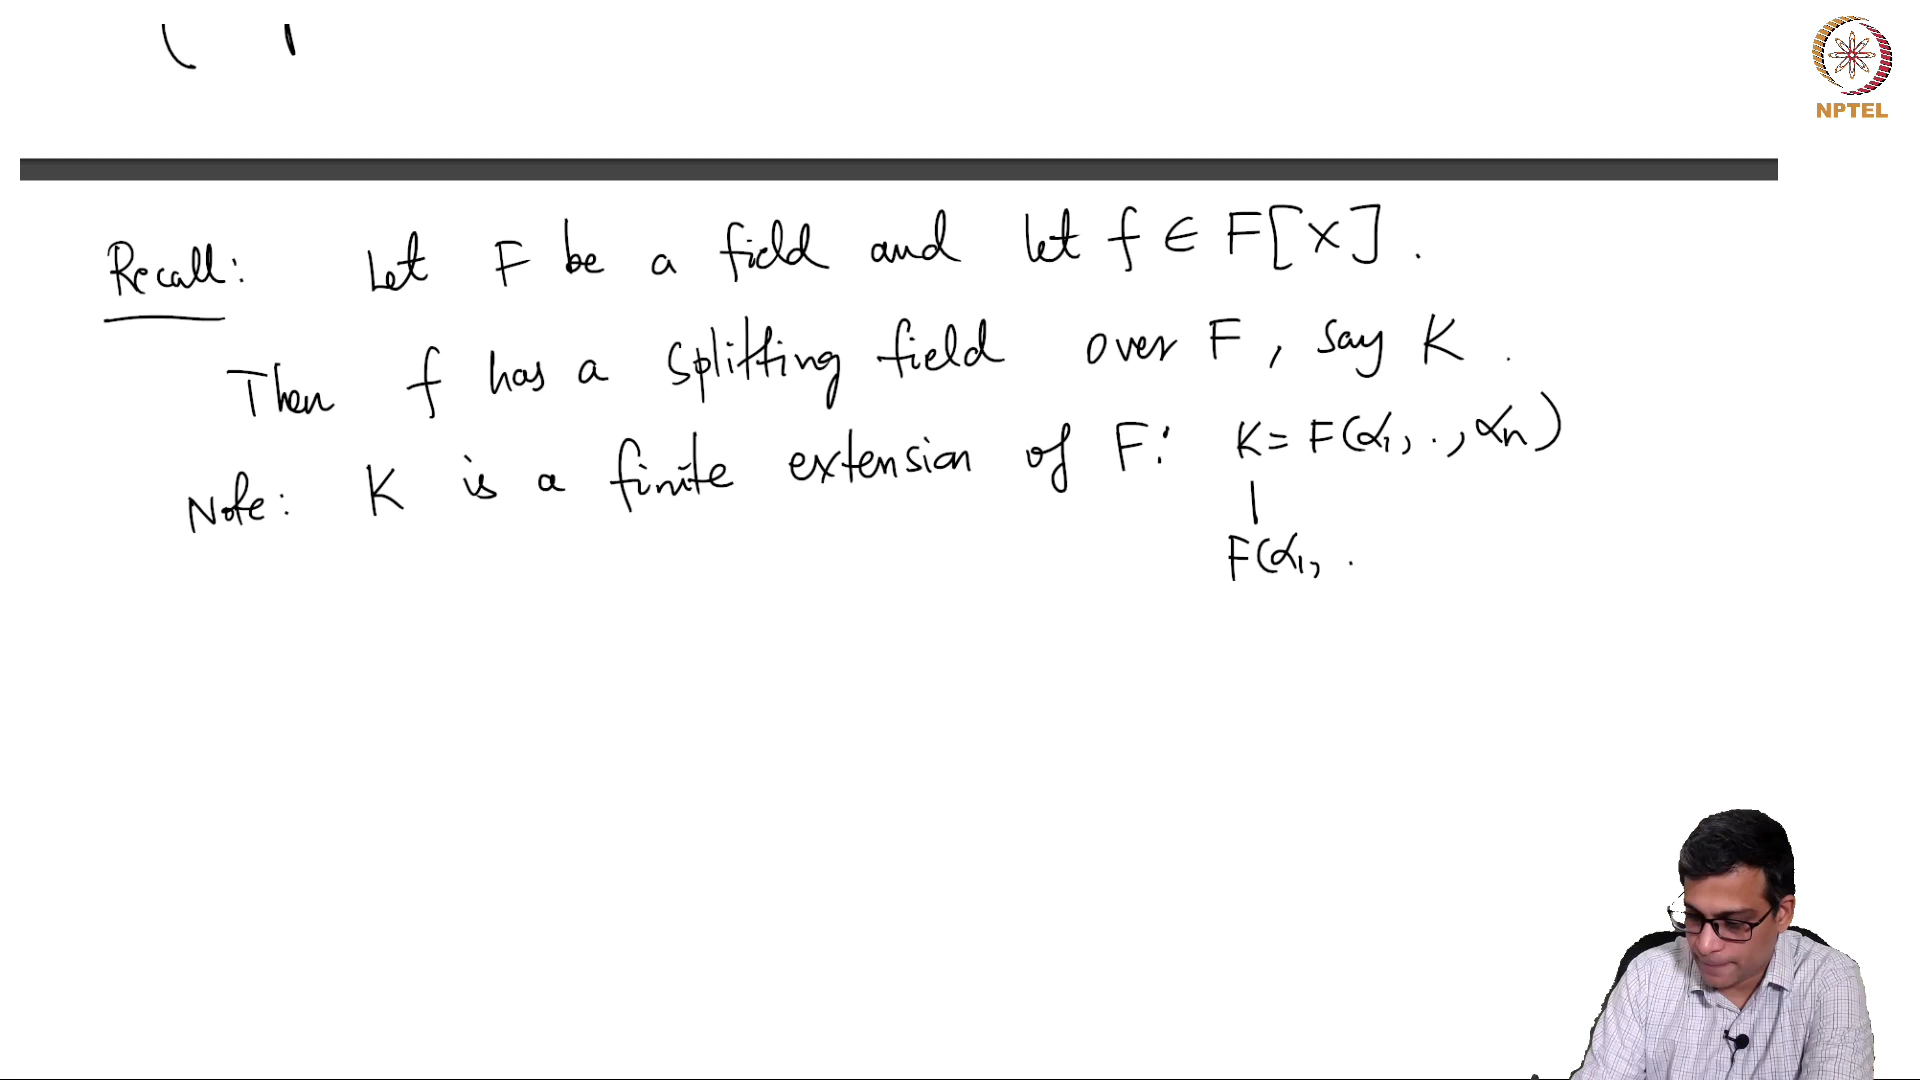 NPTEL
Recall: Let F be a field and let f ∈ F[X].
Then f has a splitting field over F, say K.
Note: K is a finite extension of F: K = F(α₁, .., αn)
|
F(α₁, .